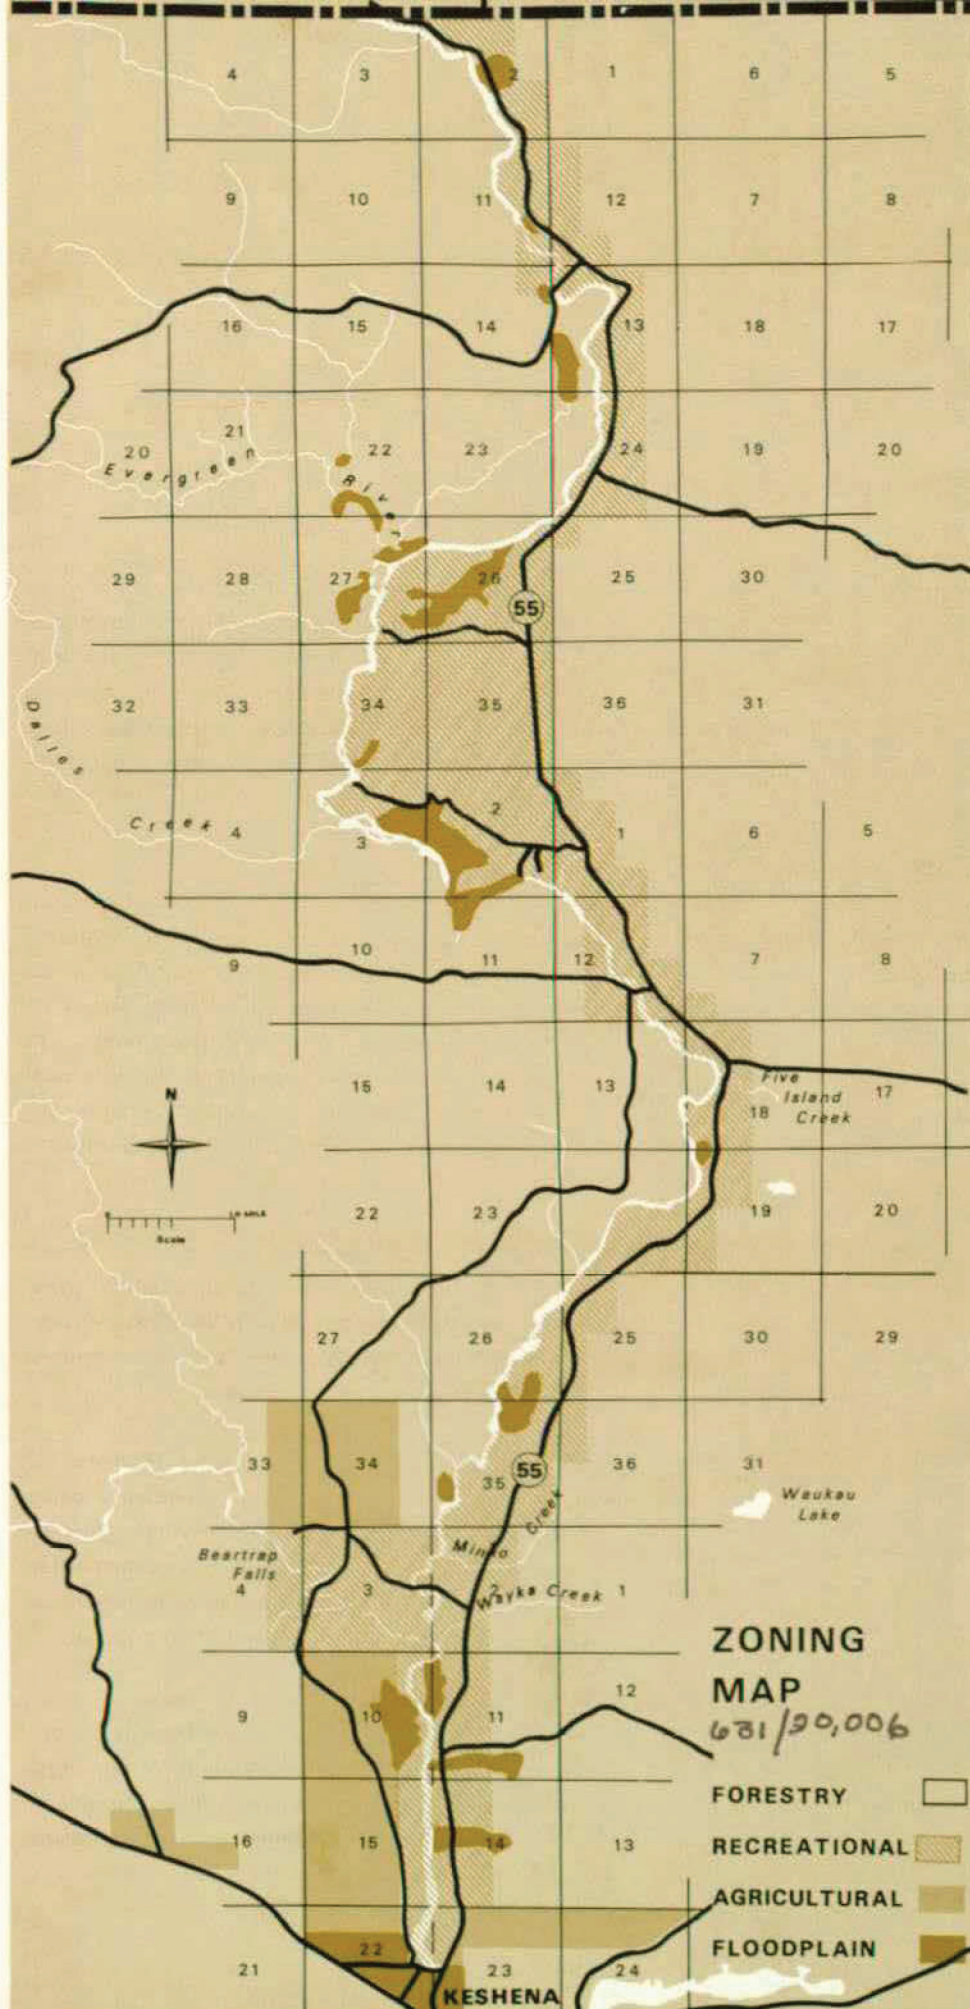 4 3 2 1 6 5
9 10 11 12 7 8
16 15 14 13 18 17
20 21 22 23 24 19 20
Evergreen River
29 28 27 26 25 30
55
32 33 34 35 36 31
Dalles Creek
4 3 2 1 6 5
9 10 11 12 7 8
N
15 14 13 18 17
Five
Island
Creek
Scale
22 23 19 20
27 26 25 30 29
33 34 35 36 31
55
Waukau
Lake
Beartrap
Falls
Creek
4 3 2 1
Wayka Creek
ZONING
MAP
631/20,006
9 10 11 12
FORESTRY
RECREATIONAL
AGRICULTURAL
FLOODPLAIN
16 15 14 13
21 22 23 24
KESHENA